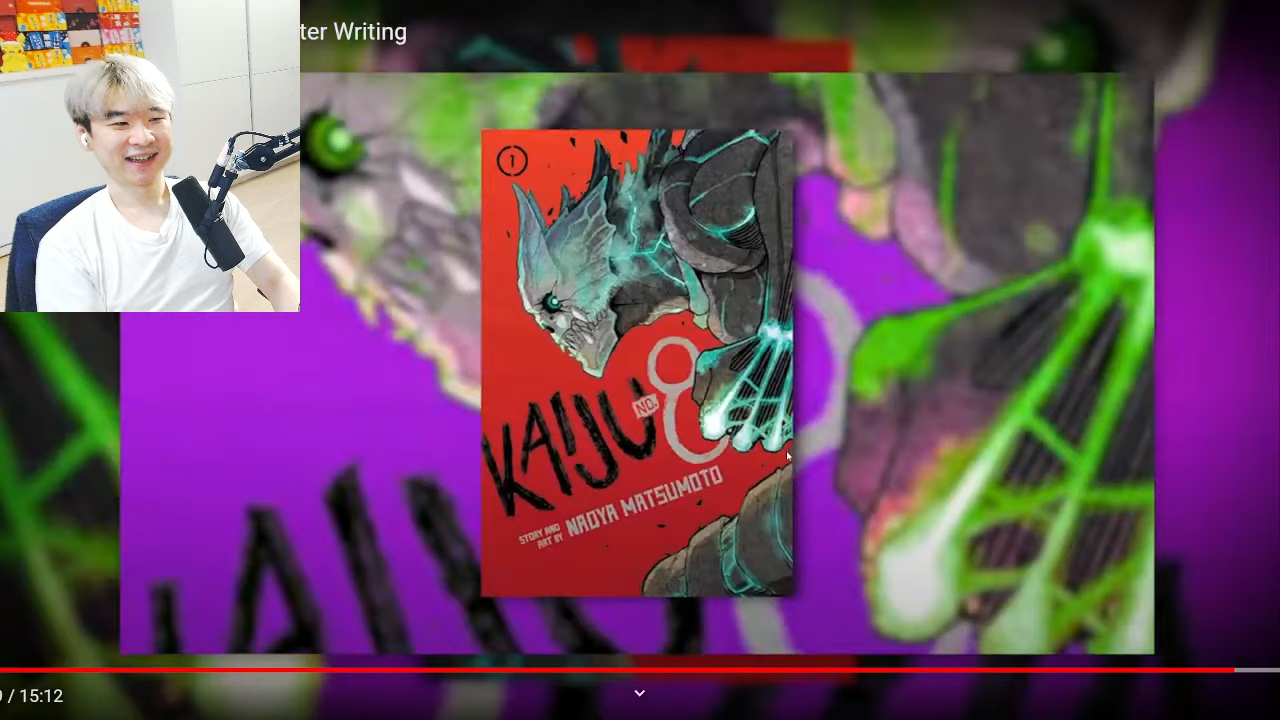 ter Writing
1
KAIJU NO. 8
STORY AND
ART BY NAOYA MATSUMOTO
/ 15:12